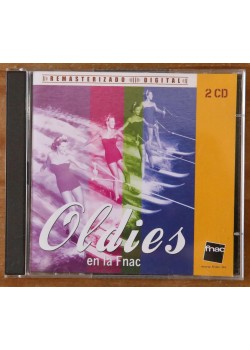 REMASTERIZADO DIGITAL
2 CD
Oldies
en la Fnac
fnac